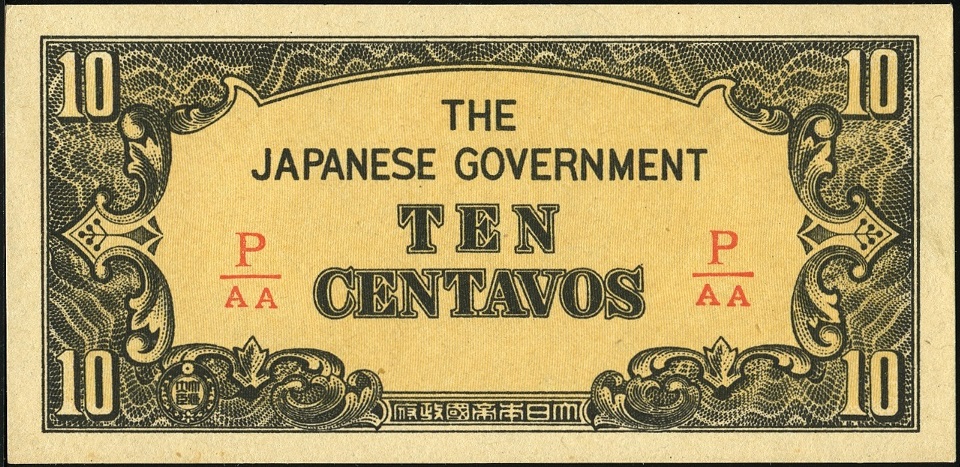 10 10
THE
JAPANESE GOVERNMENT
TEN
CENTAVOS
P P
AA AA
10 10
大日本帝國政府